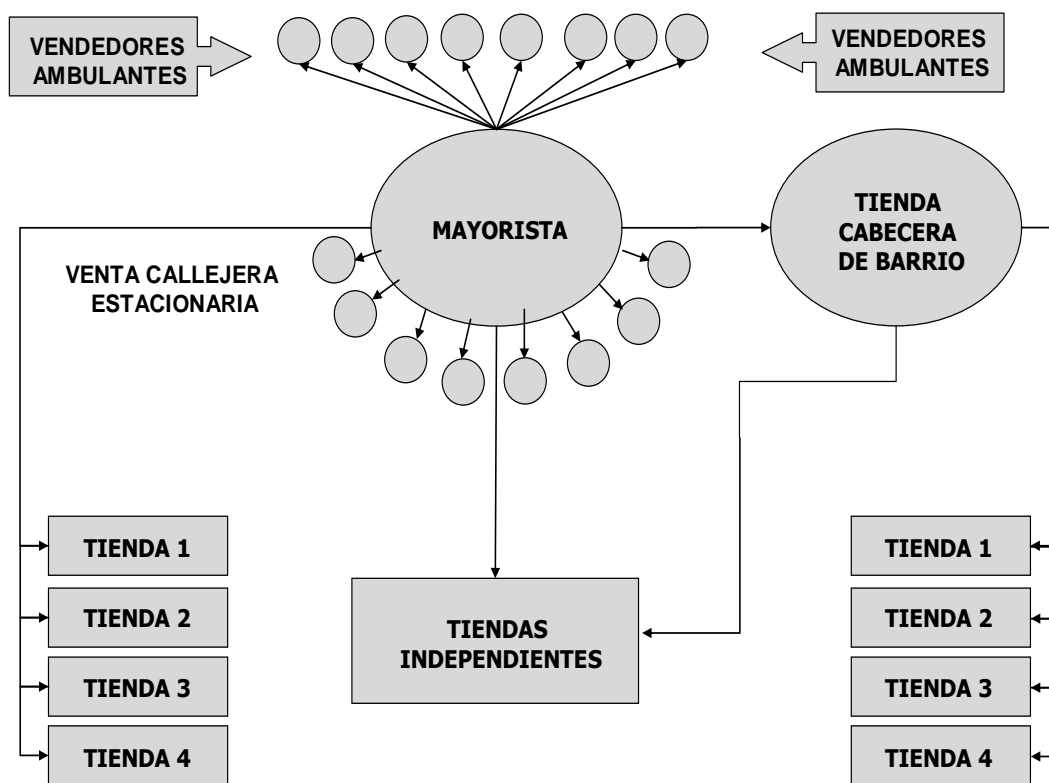 VENDEDORES
AMBULANTES
VENDEDORES
AMBULANTES
MAYORISTA
TIENDA
CABECERA
DE BARRIO
VENTA CALLEJERA
ESTACIONARIA
TIENDA 1
TIENDA 2
TIENDA 3
TIENDA 4
TIENDAS
INDEPENDIENTES
TIENDA 1
TIENDA 2
TIENDA 3
TIENDA 4